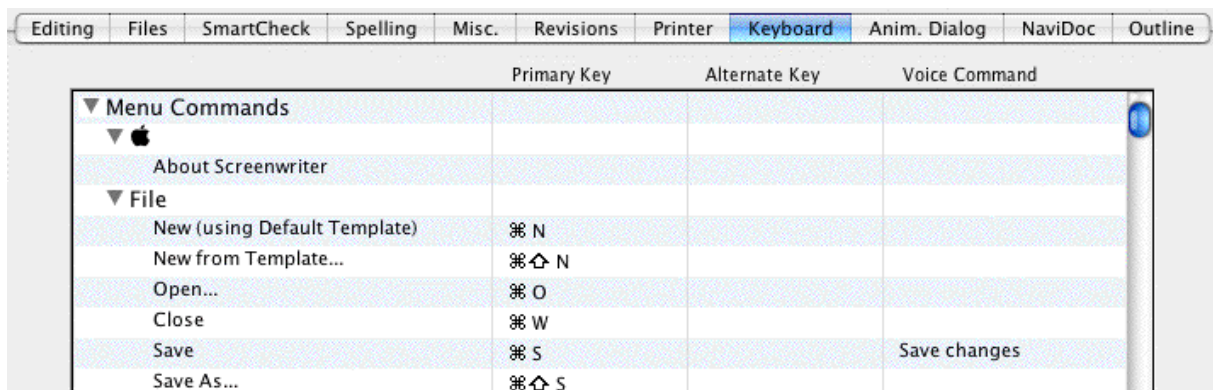 Editing Files SmartCheck Spelling Misc. Revisions Printer Keyboard Anim. Dialog NaviDoc Outline
Primary Key Alternate Key Voice Command
Menu Commands
About Screenwriter
File
New (using Default Template) ⌘ N
New from Template... ⌘⇧ N
Open... ⌘ O
Close ⌘ W
Save ⌘ S Save changes
Save As... ⌘⇧ S